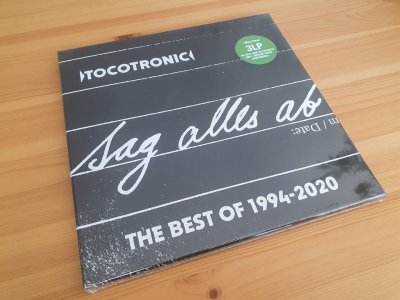 TOCOTRONIC
3LP
Sag alles ab
m / Date:
THE BEST OF 1994-2020